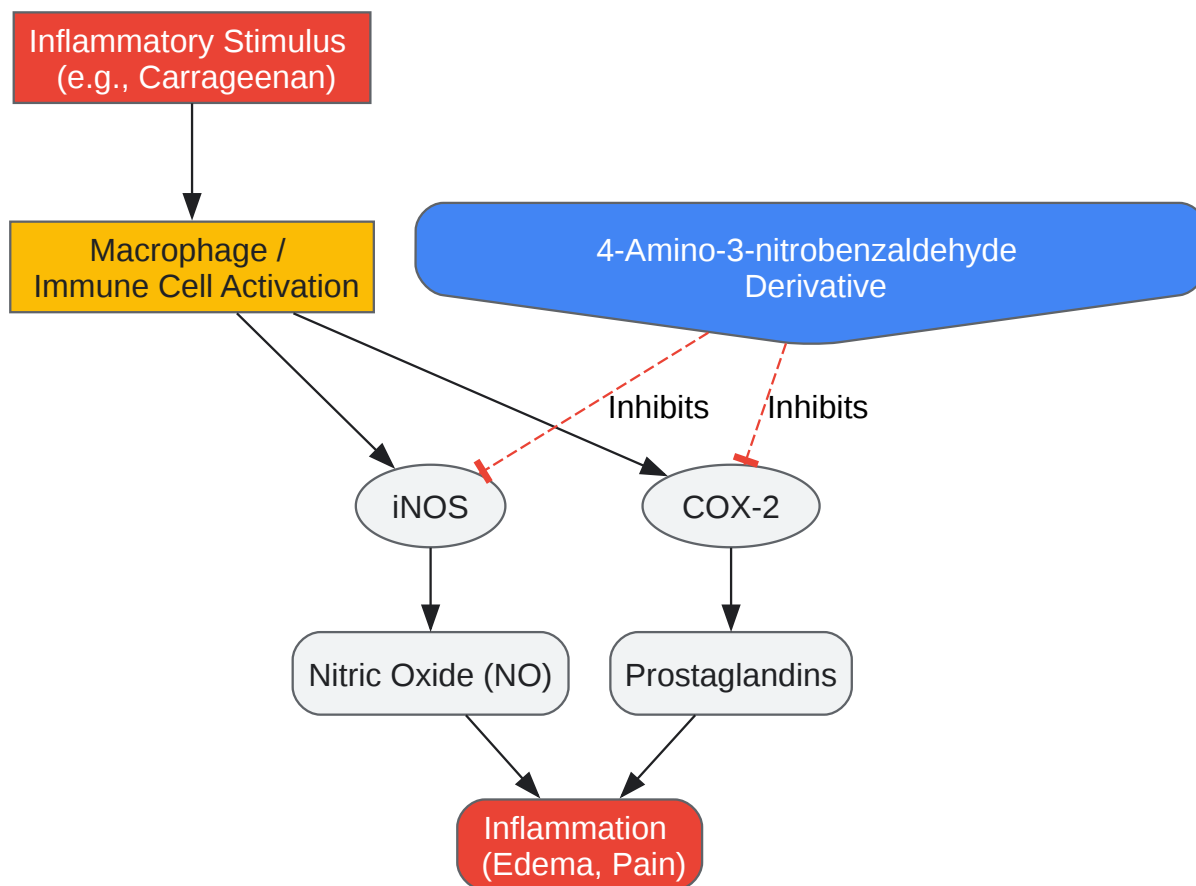 Inflammatory Stimulus
(e.g., Carrageenan)
Macrophage /
Immune Cell Activation
4-Amino-3-nitrobenzaldehyde
Derivative
Inhibits
Inhibits
iNOS
COX-2
Nitric Oxide (NO)
Prostaglandins
Inflammation
(Edema, Pain)